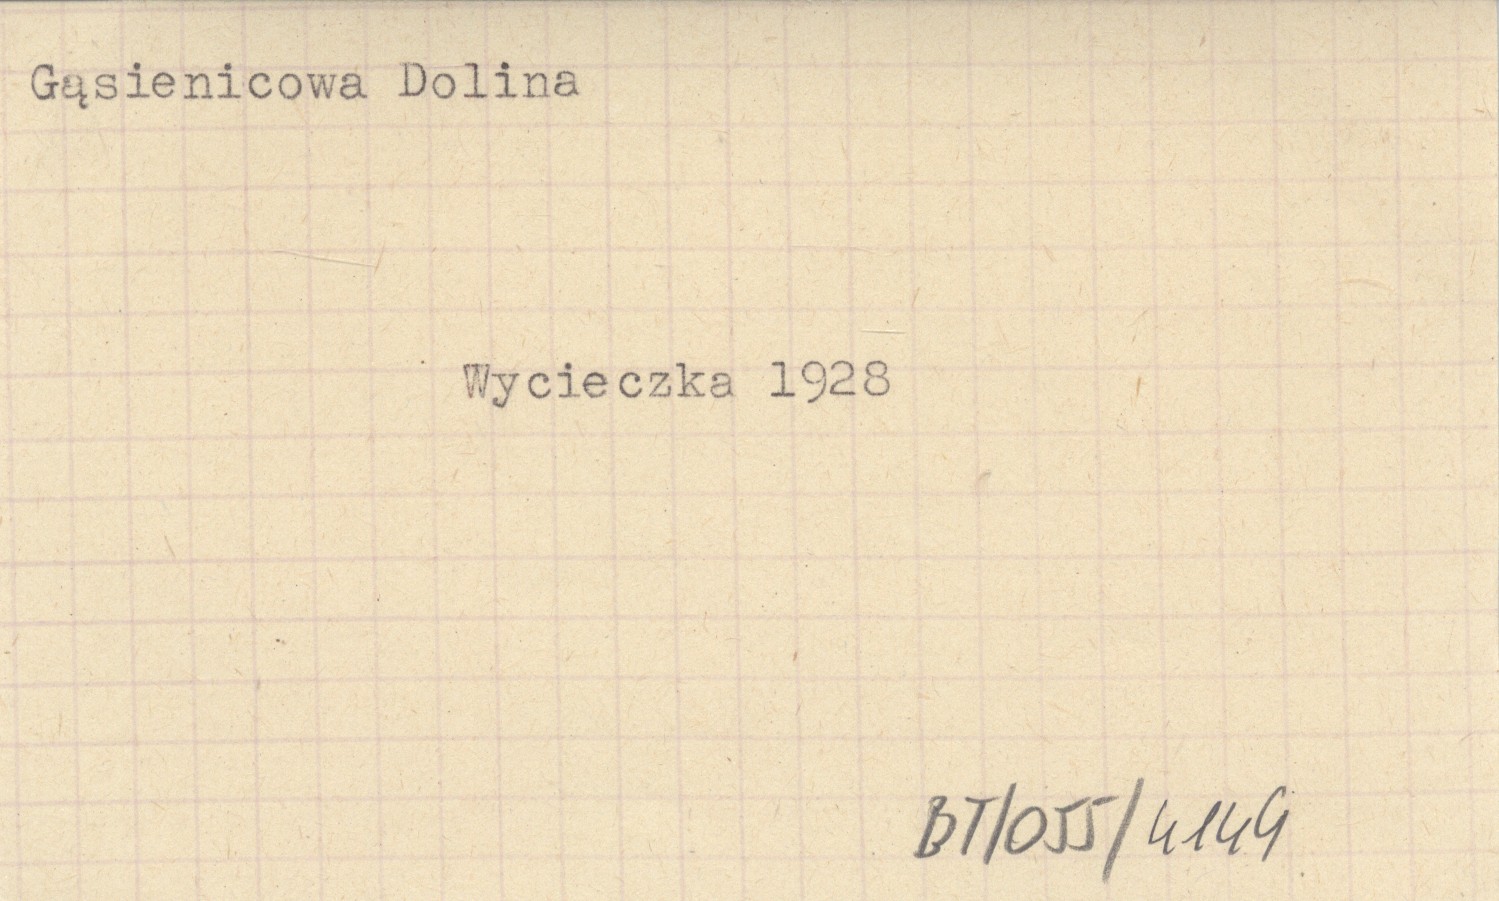 Gąsienicowa Dolina
Wycieczka 1928
BT/055/4149